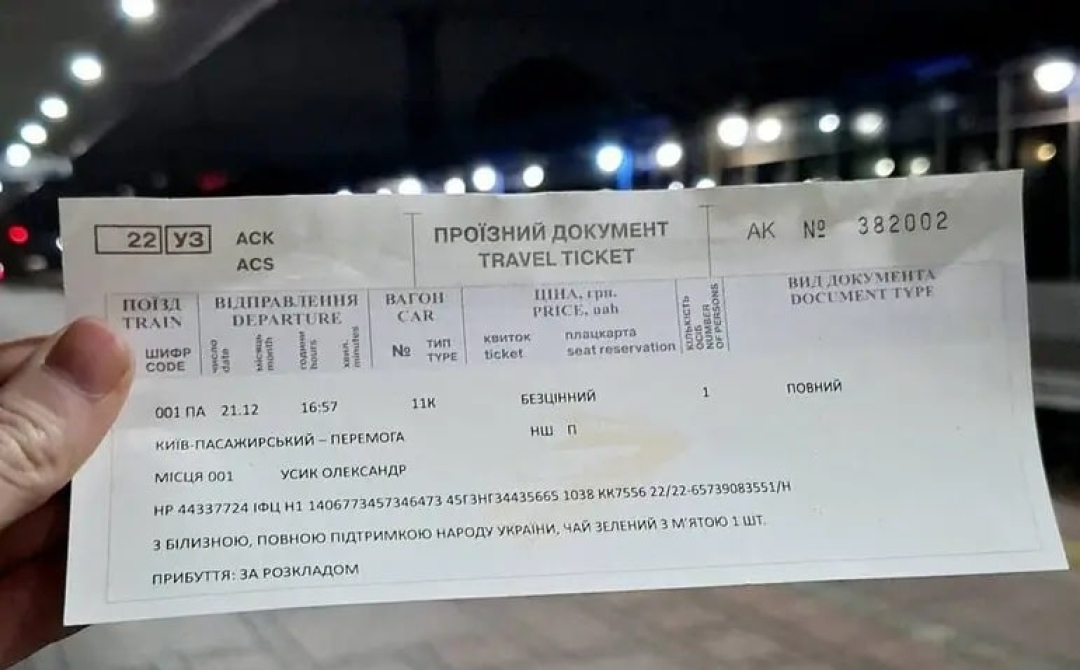 22 УЗ АСК ACS
ПРОЇЗНИЙ ДОКУМЕНТ
TRAVEL TICKET
АК № 382002
ПОЇЗД ВІДПРАВЛЕННЯ ВАГОН ЦІНА, грн. КІЛЬКІСТЬ ОСІБ ВИД ДОКУМЕНТА
TRAIN DEPARTURE CAR PRICE, uah NUMBER OF PERSONS DOCUMENT TYPE
ШИФР число місяць години хвил. № ТИП квиток плацкарта
CODE date month hours minutes TYPE ticket seat reservation
001 ПА 21.12 16:57 11К БЕЗЦІННИЙ 1 ПОВНИЙ
КИЇВ-ПАСАЖИРСЬКИЙ – ПЕРЕМОГА НШ П
МІСЦЯ 001 УСИК ОЛЕКСАНДР
НР 44337724 ІФЦ Н1 1406773457346473 45ГЗНГ34435665 1038 КК7556 22/22-65739083551/Н
З БІЛИЗНОЮ, ПОВНОЮ ПІДТРИМКОЮ НАРОДУ УКРАЇНИ, ЧАЙ ЗЕЛЕНИЙ З М'ЯТОЮ 1 ШТ.
ПРИБУТТЯ: ЗА РОЗКЛАДОМ